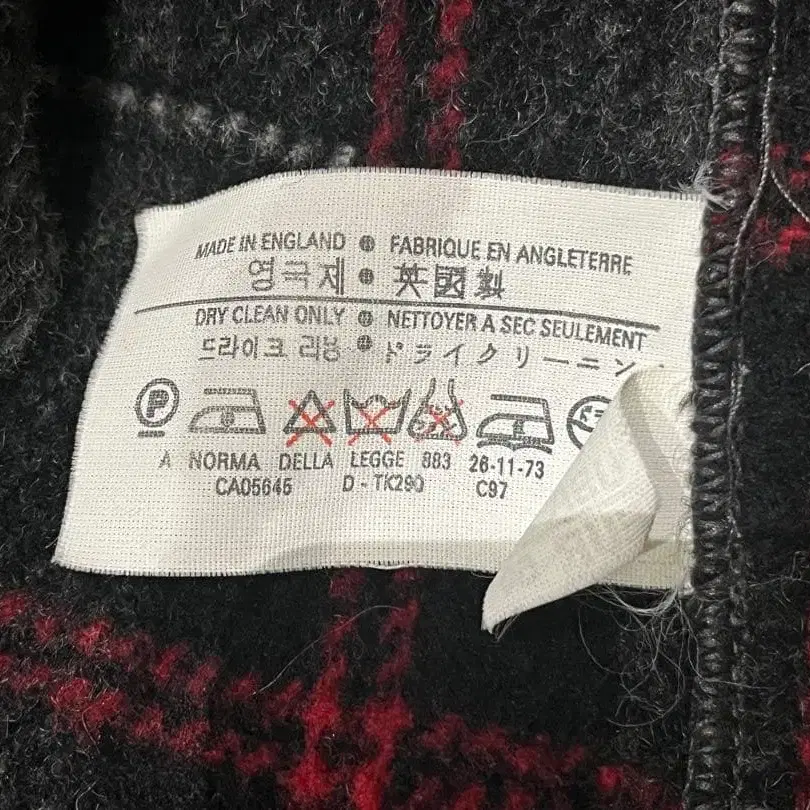 MADE IN ENGLAND ⊕ FABRIQUE EN ANGLETERRE
영국제 ⊕ 英國製
DRY CLEAN ONLY ⊕ NETTOYER A SEC SEULEMENT
드라이크 리닝 ⊕ ドライクリーニン
P
A NORMA DELLA LEGGE 883 26-11-73
CA05645 D - TK290 C97